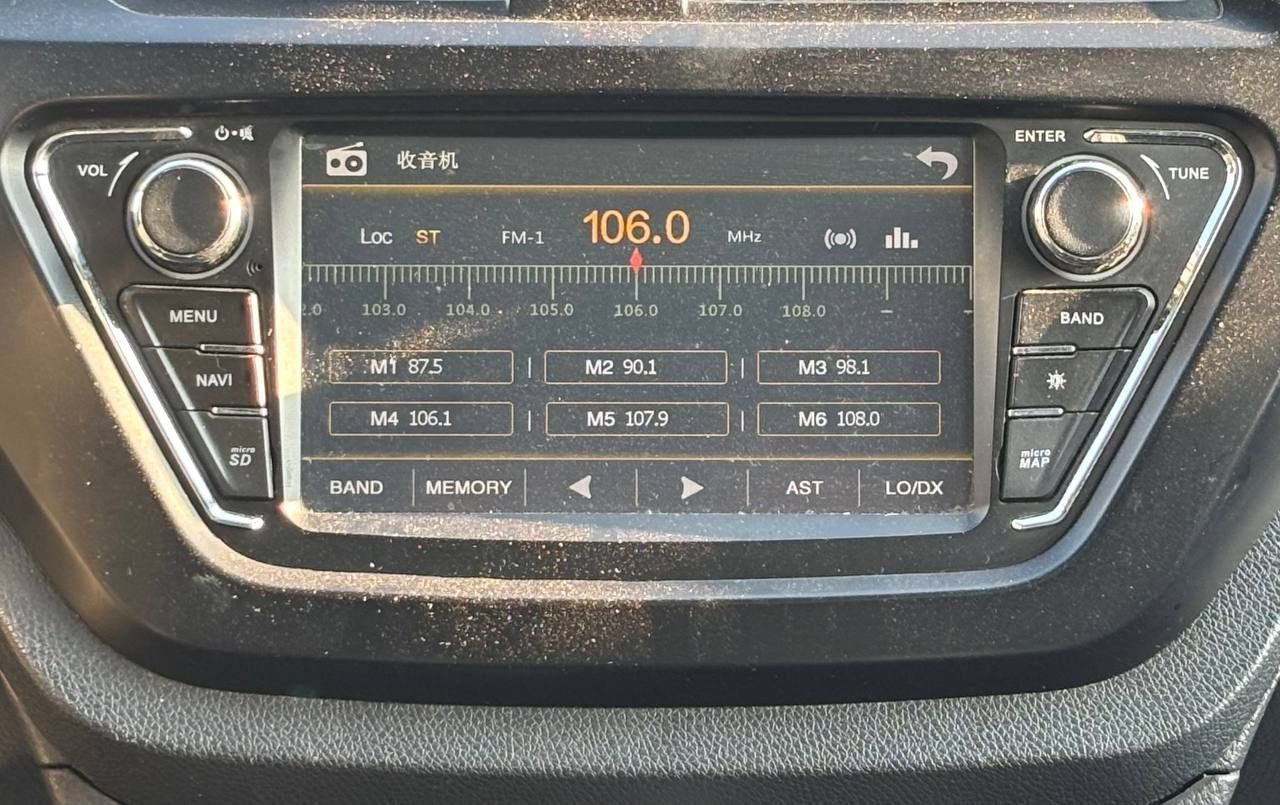 VOL
ENTER
TUNE
收音机
Loc ST FM-1 106.0 MHz
2.0 103.0 104.0 105.0 106.0 107.0 108.0
MENU
BAND
M1 87.5 M2 90.1 M3 98.1
NAVI
M4 106.1 M5 107.9 M6 108.0
micro
SD
micro
MAP
BAND MEMORY AST LO/DX